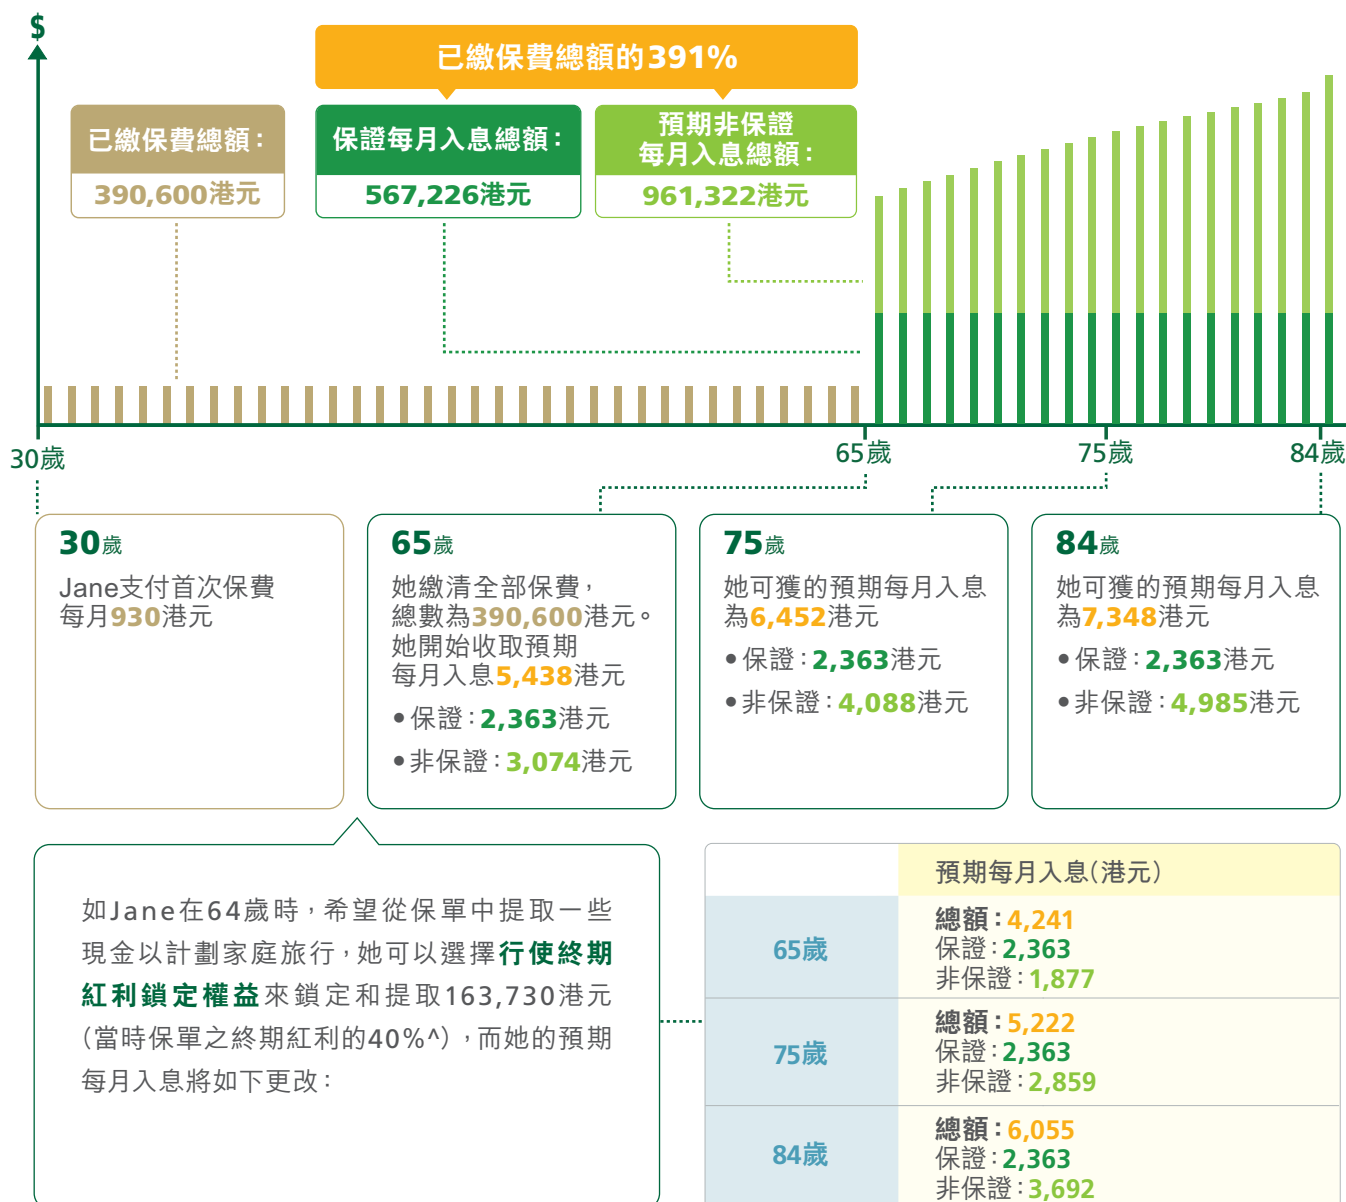 $
已繳保費總額的391%
已繳保費總額：
390,600港元
保證每月入息總額：
567,226港元
預期非保證
每月入息總額：
961,322港元
30歲
65歲
75歲
84歲
30歲
Jane支付首次保費
每月930港元
65歲
她繳清全部保費，
總數為390,600港元。
她開始收取預期
每月入息5,438港元
•保證：2,363港元
•非保證：3,074港元
75歲
她可獲的預期每月入息
為6,452港元
•保證：2,363港元
•非保證：4,088港元
84歲
她可獲的預期每月入息
為7,348港元
•保證：2,363港元
•非保證：4,985港元
如Jane在64歲時，希望從保單中提取一些
現金以計劃家庭旅行，她可以選擇行使終期
紅利鎖定權益來鎖定和提取163,730港元
（當時保單之終期紅利的40%^），而她的預期
每月入息將如下更改：
預期每月入息（港元）
65歲
總額：4,241
保證：2,363
非保證：1,877
75歲
總額：5,222
保證：2,363
非保證：2,859
84歲
總額：6,055
保證：2,363
非保證：3,692